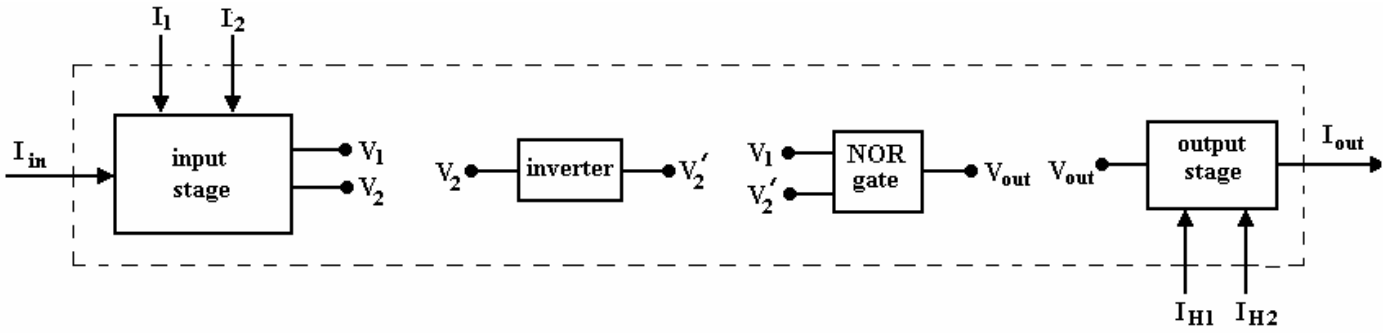 I1
I2
Iin
input
stage
V1
V2
V2
inverter
V2'
V1
V2'
NOR
gate
Vout
Vout
output
stage
Iout
IH1
IH2